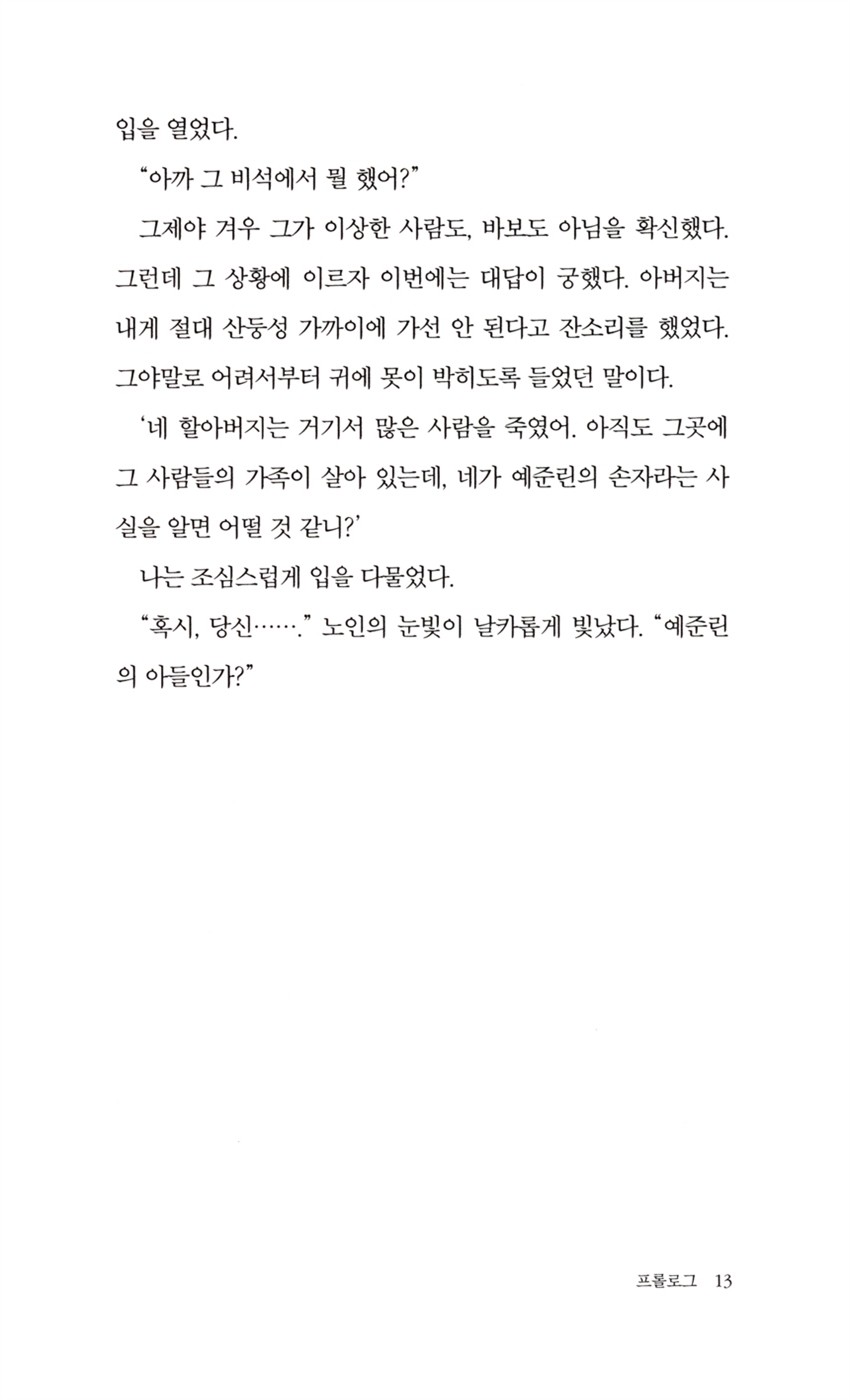 입을 열었다.
“아까 그 비석에서 뭘 했어?”
그제야 겨우 그가 이상한 사람도, 바보도 아님을 확신했다.
그런데 그 상황에 이르자 이번에는 대답이 궁했다. 아버지는
내게 절대 산둥성 가까이에 가선 안 된다고 잔소리를 했었다.
그야말로 어려서부터 귀에 못이 박히도록 들었던 말이다.
‘네 할아버지는 거기서 많은 사람을 죽였어. 아직도 그곳에
그 사람들의 가족이 살아 있는데, 네가 예준린의 손자라는 사
실을 알면 어떨 것 같니?’
나는 조심스럽게 입을 다물었다.
“혹시, 당신…….” 노인의 눈빛이 날카롭게 빛났다. “예준린
의 아들인가?”
프롤로그 13